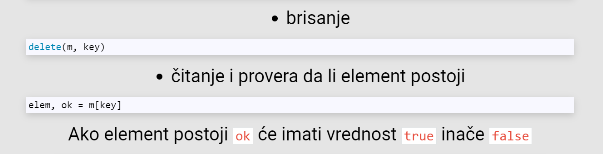 • brisanje
delete(m, key)
• čitanje i provera da li element postoji
elem, ok = m[key]
Ako element postoji ok će imati vrednost true inače false